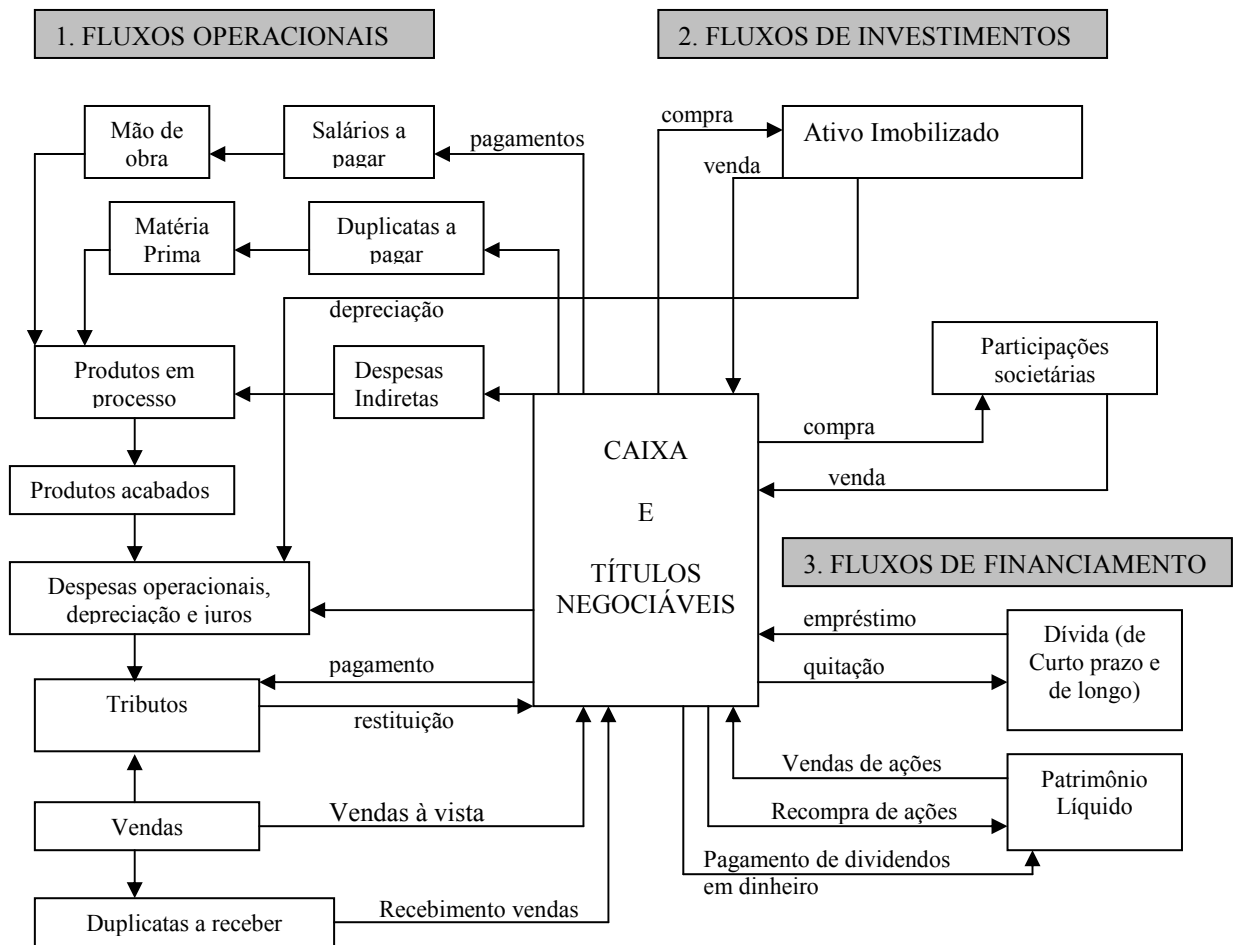 1. FLUXOS OPERACIONAIS
2. FLUXOS DE INVESTIMENTOS
Mão de
obra
Salários a
pagar
pagamentos
compra
Ativo Imobilizado
venda
Matéria
Prima
Duplicatas a
pagar
depreciação
Produtos em
processo
Despesas
Indiretas
Participações
societárias
compra
venda
CAIXA
E
TÍTULOS
NEGOCIÁVEIS
Produtos acabados
3. FLUXOS DE FINANCIAMENTO
Despesas operacionais,
depreciação e juros
empréstimo
quitação
Dívida (de
Curto prazo e
de longo)
pagamento
Tributos
restituição
Vendas de ações
Recompra de ações
Patrimônio
Líquido
Vendas
Vendas à vista
Pagamento de dividendos
em dinheiro
Duplicatas a receber
Recebimento vendas